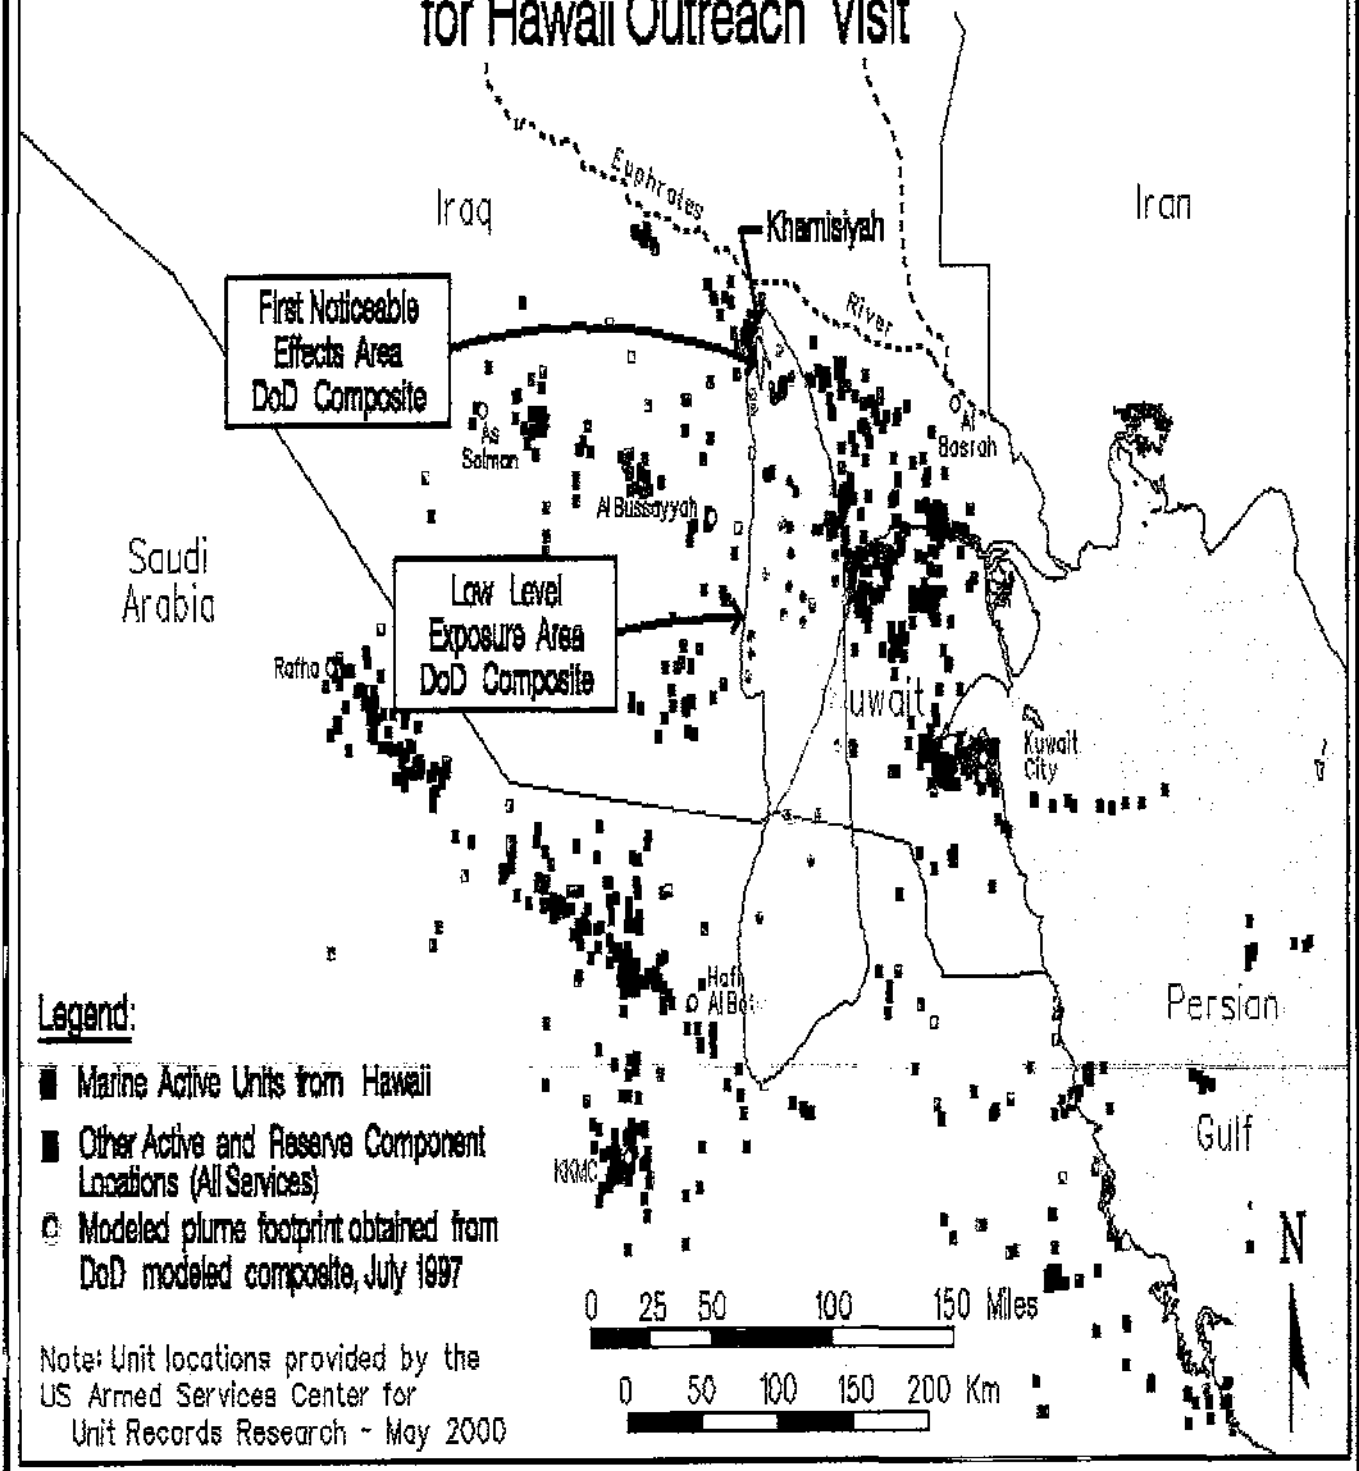 for Hawaii Outreach Visit
Euphrates
Iraq
Iran
Khamisiyah
First Noticeable
Effects Area
DoD Composite
River
As
Salman
Al
Basrah
Al Bussayyah
Saudi
Arabia
Low Level
Exposure Area
DoD Composite
Rafha
uwait
Kuwait
City
Hafi
Al Bat
Legend:
Persian
Marine Active Units from Hawaii
Gulf
Other Active and Reserve Component
Locations (All Services)
KKMC
Modeled plume footprint obtained from
DoD modeled composite, July 1997
N
0 25 50 100 150 Miles
Note: Unit locations provided by the
US Armed Services Center for
Unit Records Research - May 2000
0 50 100 150 200 Km